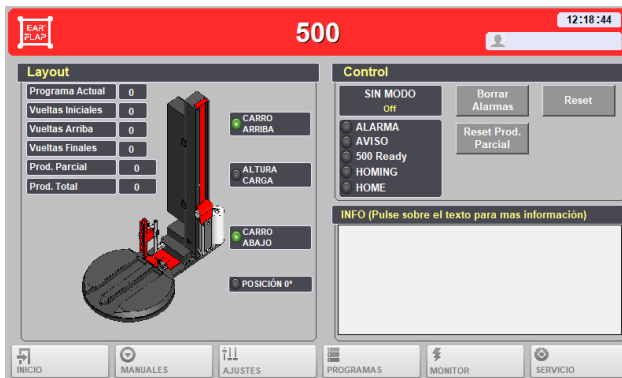 EAR
FLAP
500
12:18:44
Layout
Programa Actual 0
Vueltas Iniciales 0
Vueltas Arriba 0
Vueltas Finales 0
Prod. Parcial 0
Prod. Total 0
CARRO
ARRIBA
ALTURA
CARGA
CARRO
ABAJO
POSICIÓN 0º
Control
SIN MODO
Off
Borrar
Alarmas
Reset
ALARMA
AVISO
500 Ready
HOMING
HOME
Reset Prod.
Parcial
INFO (Pulse sobre el texto para mas información)
INICIO
MANUALES
AJUSTES
PROGRAMAS
MONITOR
SERVICIO